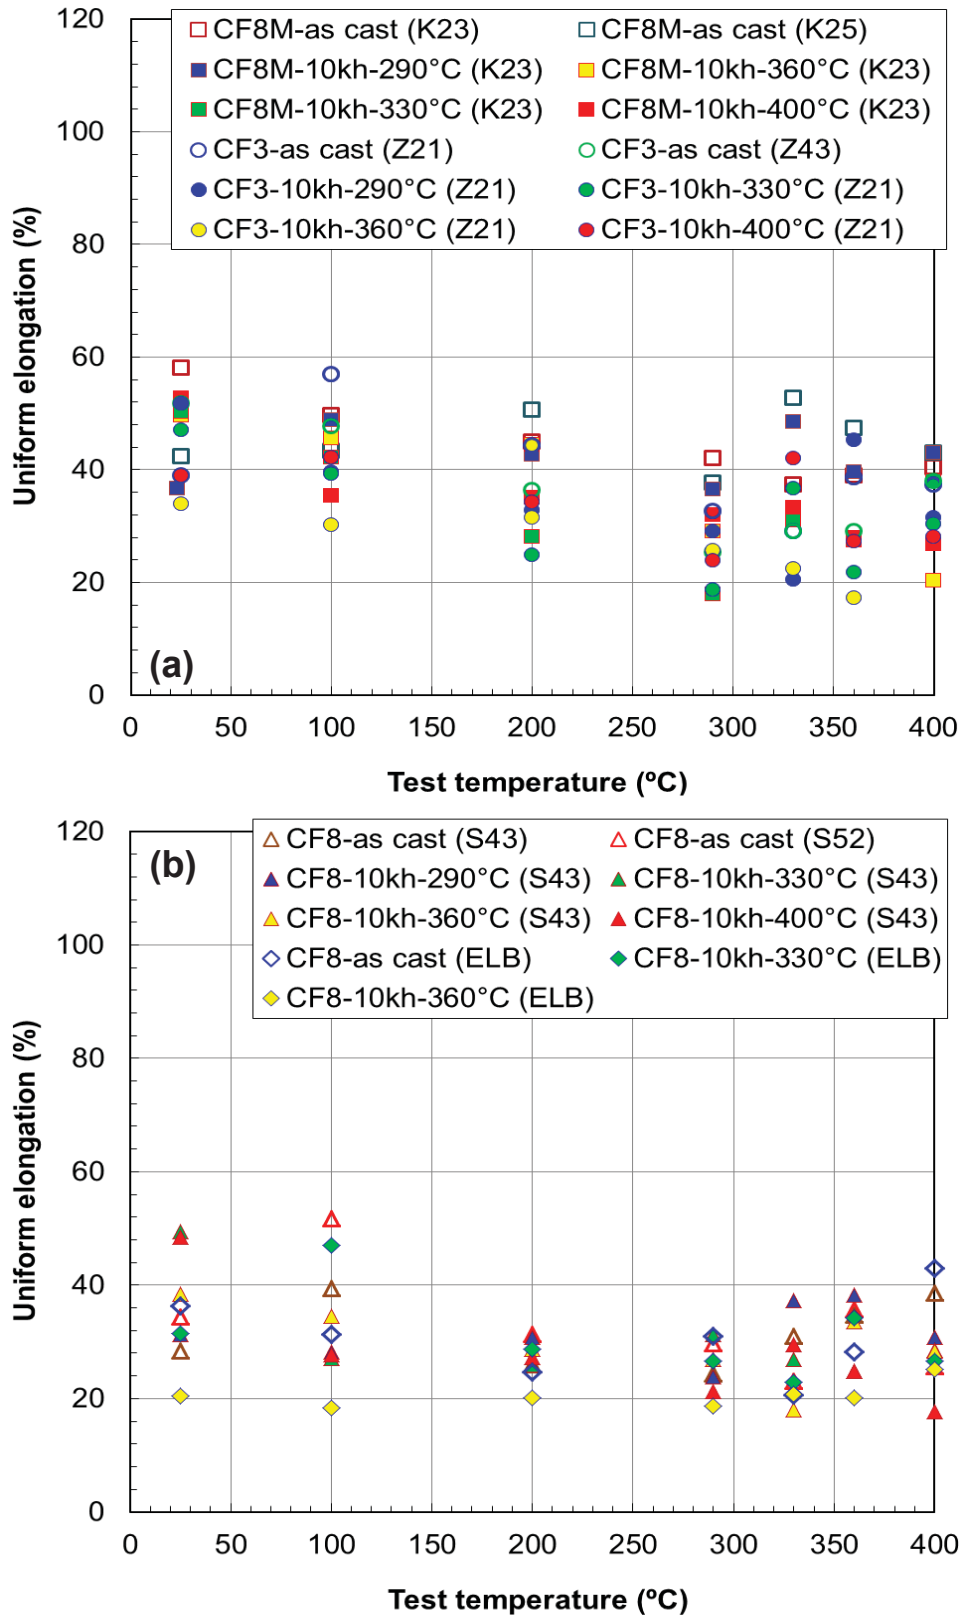 120
CF8M-as cast (K23) CF8M-as cast (K25)
CF8M-10kh-290°C (K23) CF8M-10kh-360°C (K23)
CF8M-10kh-330°C (K23) CF8M-10kh-400°C (K23)
100
CF3-as cast (Z21) CF3-as cast (Z43)
CF3-10kh-290°C (Z21) CF3-10kh-330°C (Z21)
CF3-10kh-360°C (Z21) CF3-10kh-400°C (Z21)
80
60
40
20
0
Uniform elongation (%)
(a)
0 50 100 150 200 250 300 350 400
Test temperature (ºC)
120
CF8-as cast (S43) CF8-as cast (S52)
(b)
CF8-10kh-290°C (S43) CF8-10kh-330°C (S43)
CF8-10kh-360°C (S43) CF8-10kh-400°C (S43)
100
CF8-as cast (ELB) CF8-10kh-330°C (ELB)
CF8-10kh-360°C (ELB)
80
60
40
20
0
Uniform elongation (%)
0 50 100 150 200 250 300 350 400
Test temperature (ºC)